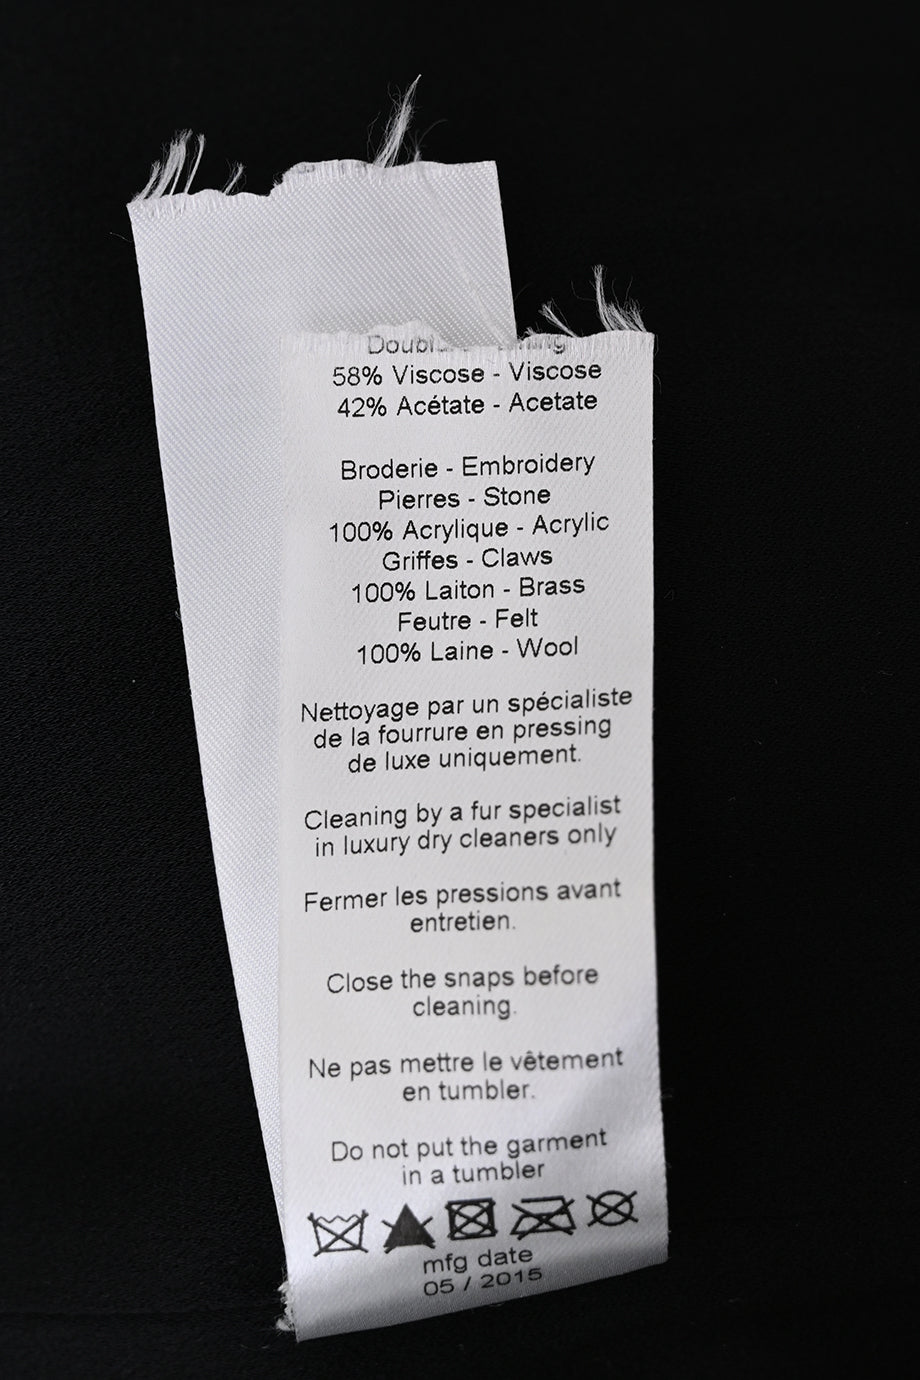 58% Viscose - Viscose
42% Acétate - Acetate
Broderie - Embroidery
Pierres - Stone
100% Acrylique - Acrylic
Griffes - Claws
100% Laiton - Brass
Feutre - Felt
100% Laine - Wool
Nettoyage par un spécialiste
de la fourrure en pressing
de luxe uniquement.
Cleaning by a fur specialist
in luxury dry cleaners only
Fermer les pressions avant
entretien.
Close the snaps before
cleaning.
Ne pas mettre le vêtement
en tumbler.
Do not put the garment
in a tumbler
mfg date
05 / 2015